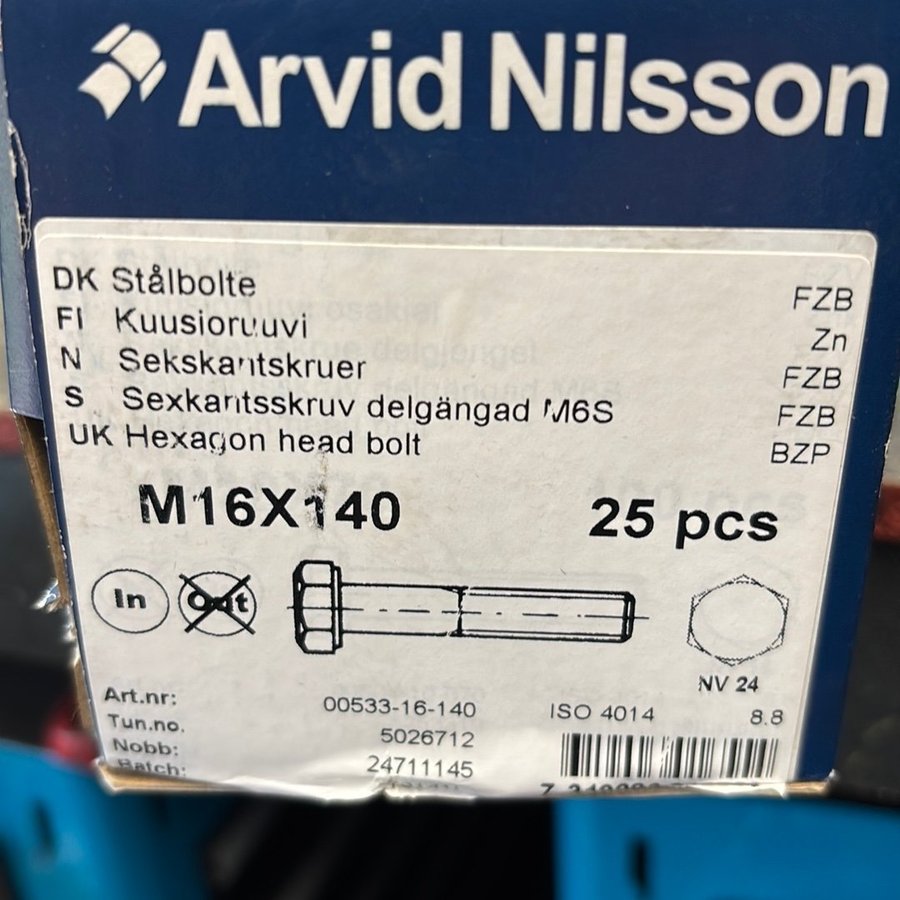 Arvid Nilsson
DK Stålbolte FZB
FI Kuusioruuvi Zn
N Sekskantskruer FZB
S Sexkantsskruv delgängad M6S FZB
UK Hexagon head bolt BZP
M16X140 25 pcs
In Out
NV 24
Art.nr: 00533-16-140 ISO 4014 8.8
Tun.no. 5026712
Nobb: 24711145
Batch: